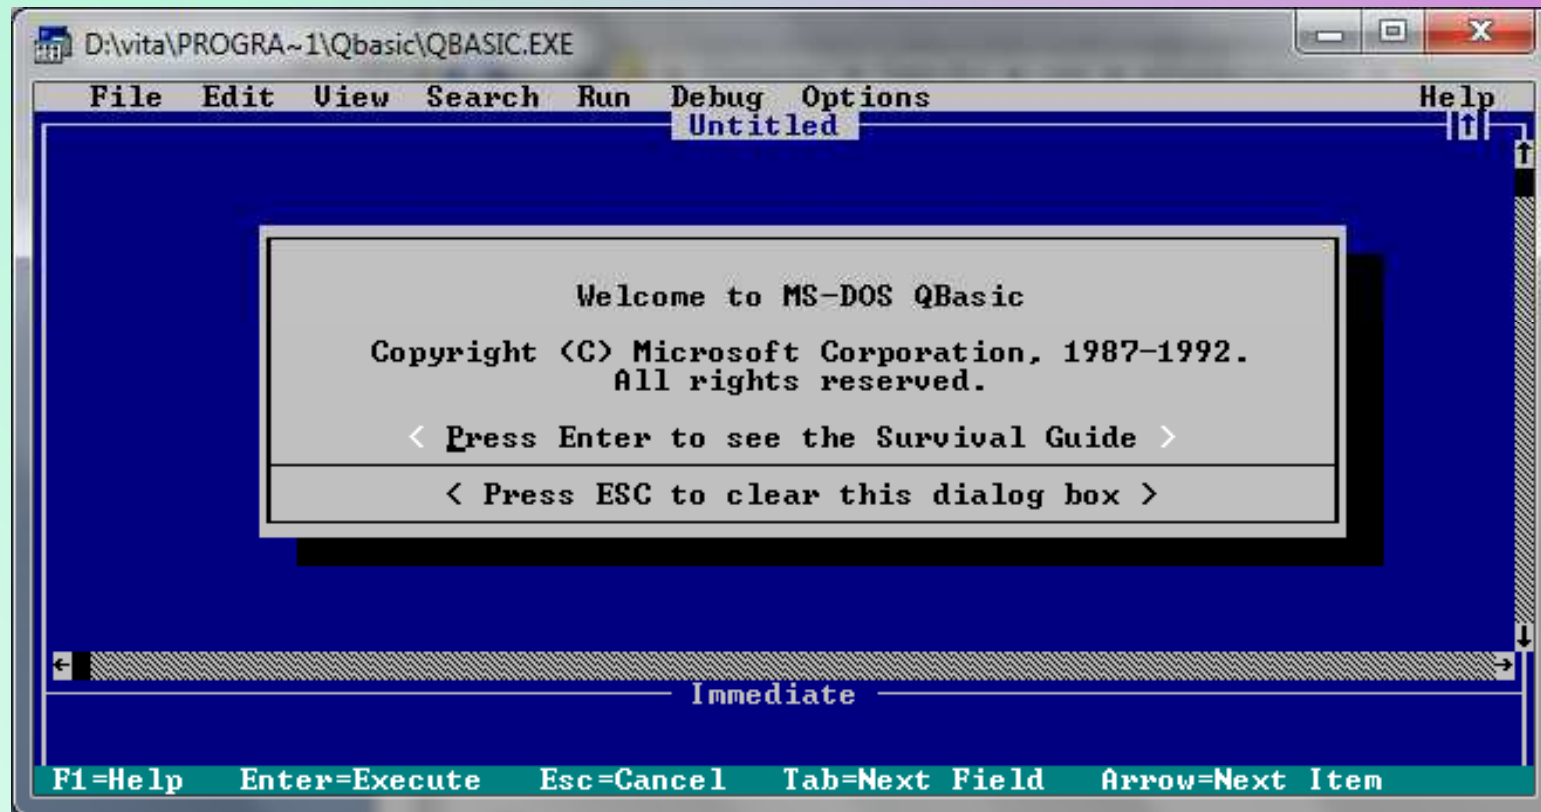 D:\vita\PROGRA~1\Qbasic\QBASIC.EXE
File Edit View Search Run Debug Options Help
Untitled
Welcome to MS-DOS QBasic
Copyright (C) Microsoft Corporation, 1987-1992.
All rights reserved.
< Press Enter to see the Survival Guide >
< Press ESC to clear this dialog box >
Immediate
F1=Help Enter=Execute Esc=Cancel Tab=Next Field Arrow=Next Item